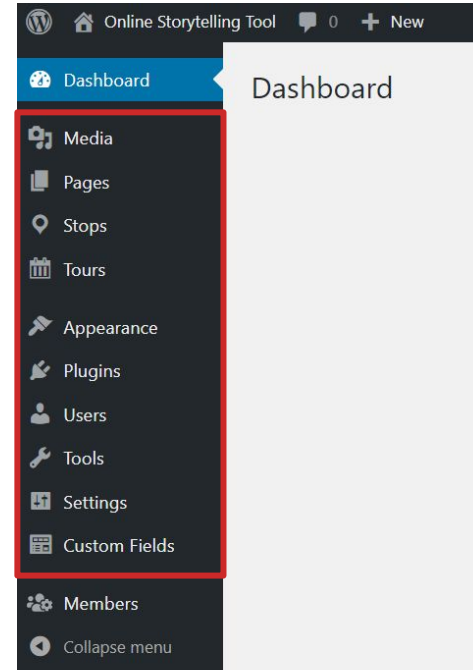 Online Storytelling Tool 0 New
Dashboard
Dashboard
Media
Pages
Stops
Tours
Appearance
Plugins
Users
Tools
Settings
Custom Fields
Members
Collapse menu